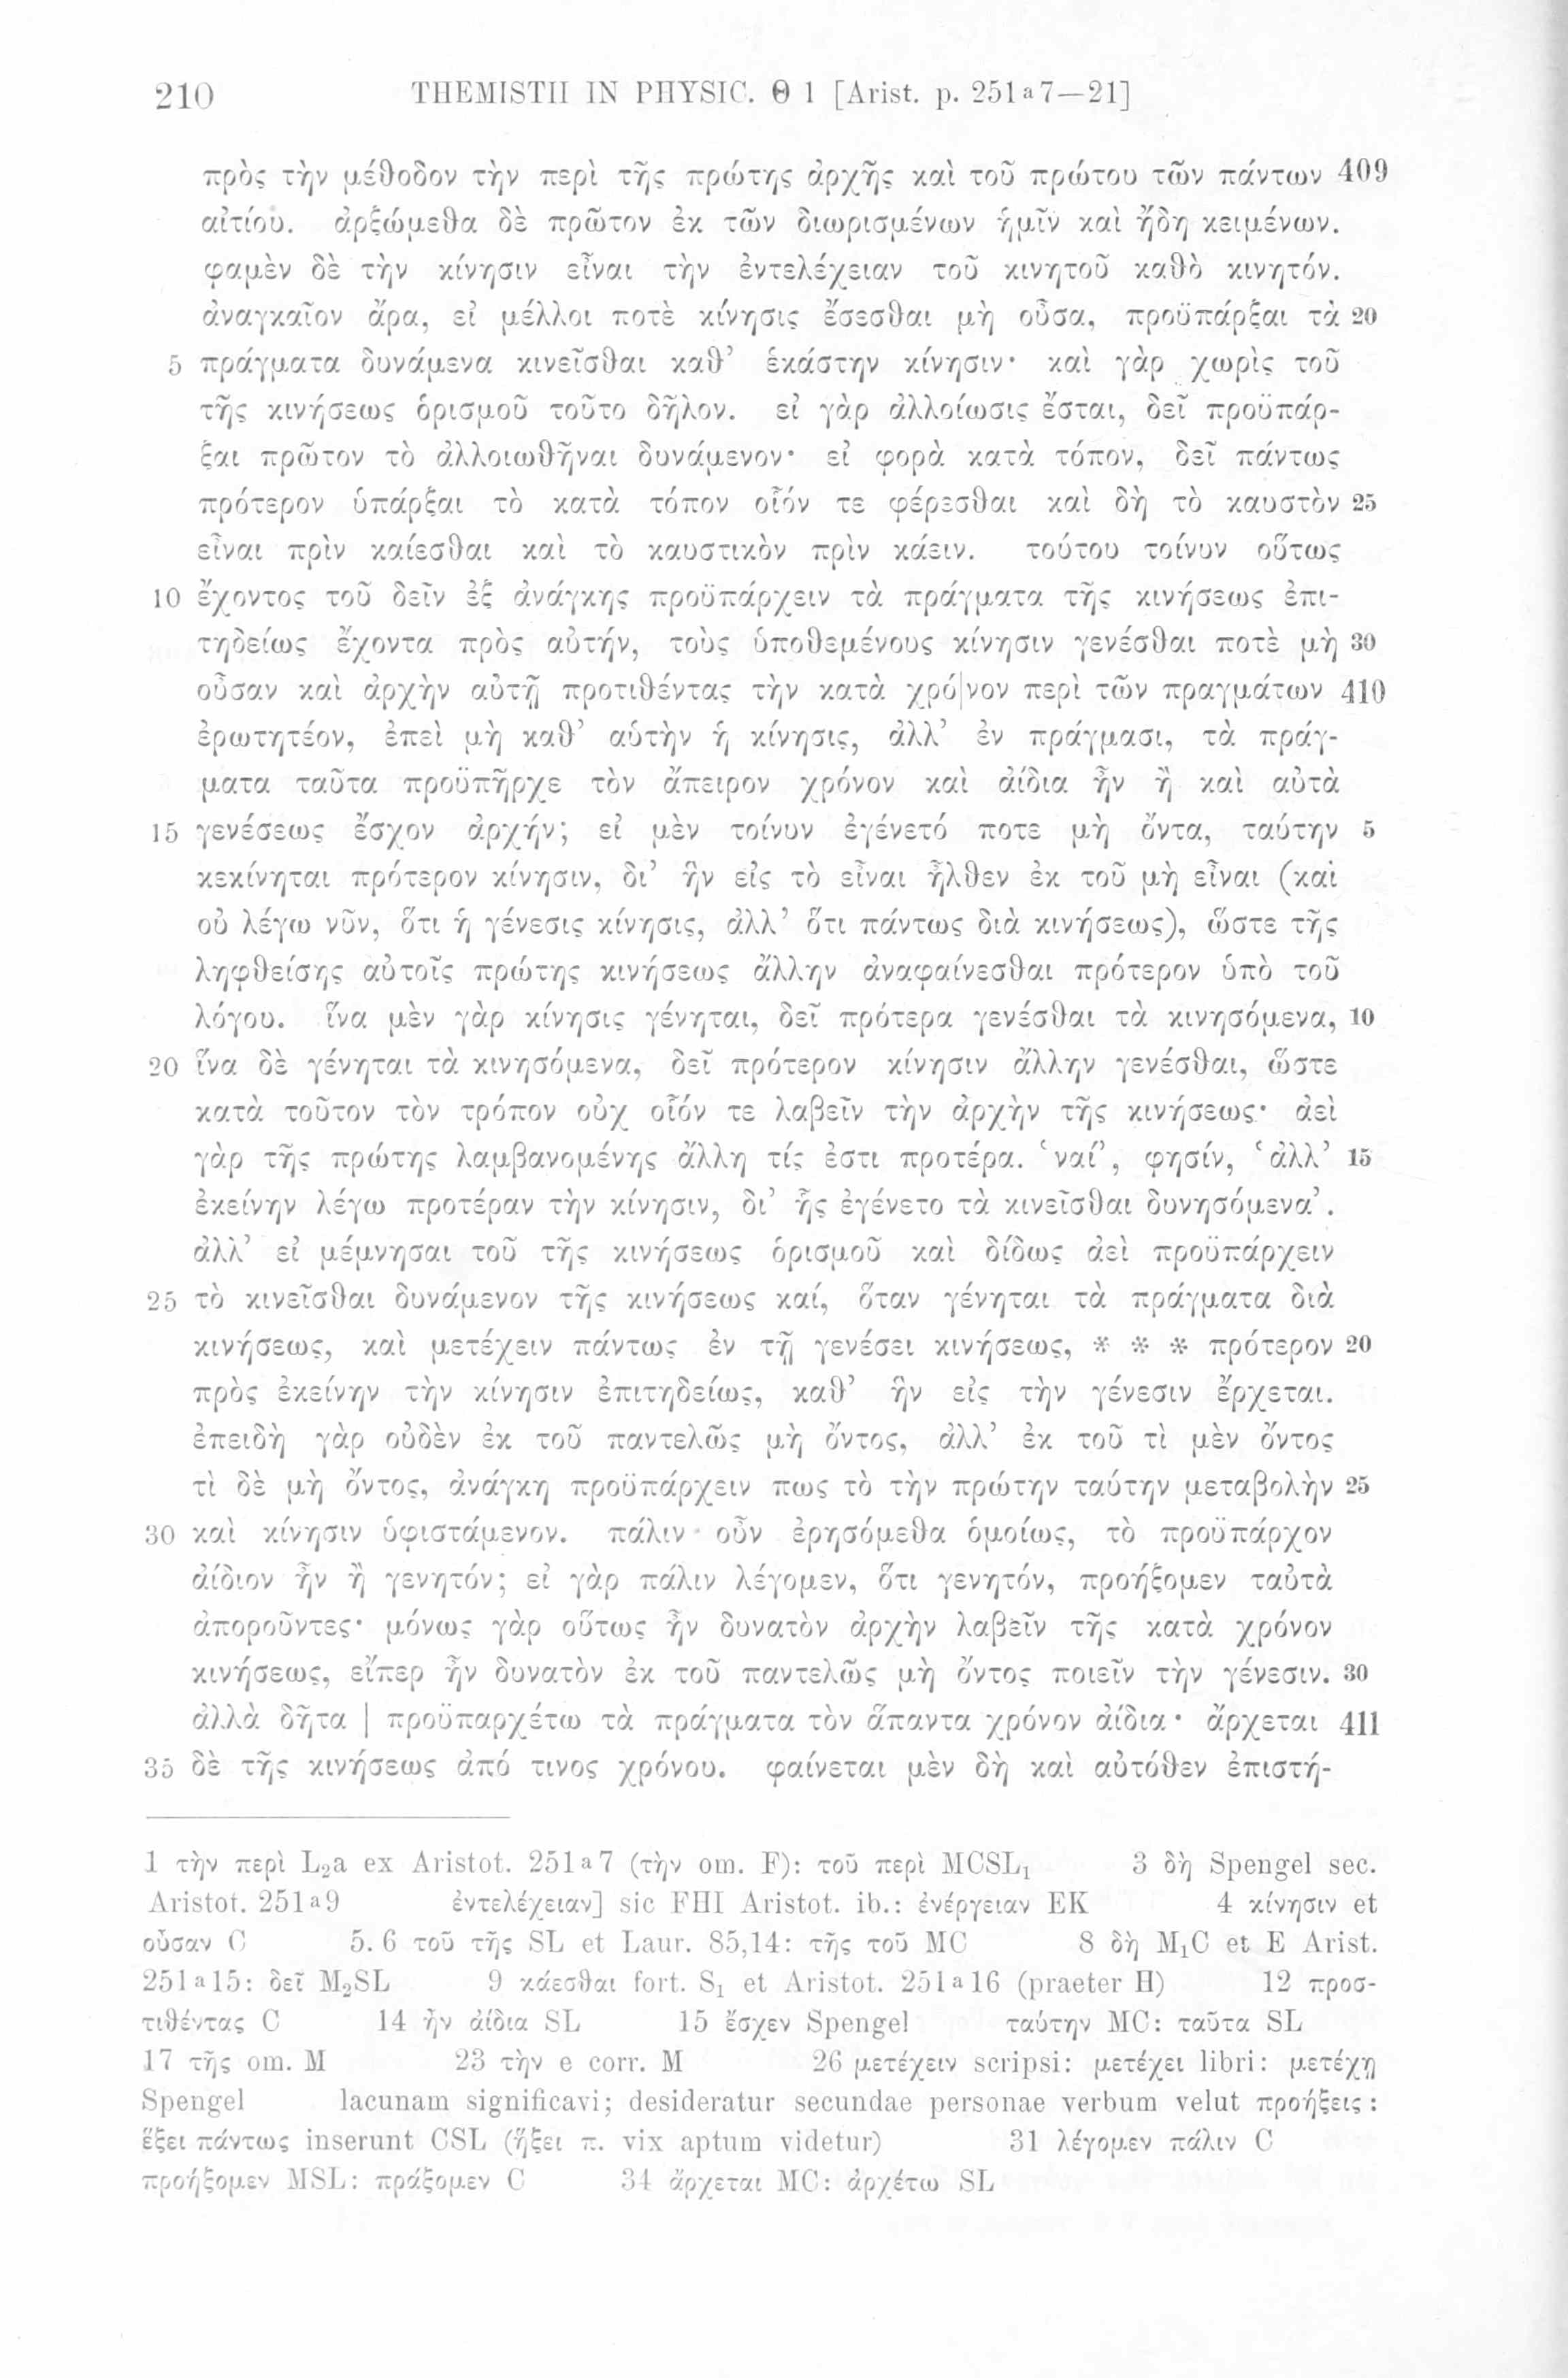 210 THEMISTII IN PHYSIC. Θ 1 [Arist. p. 251ª7—21]
πρὸς τὴν μέθοδον τὴν περὶ τῆς πρώτης ἀρχῆς καὶ τοῦ πρώτου τῶν πάντων 409
αἰτίου. ἀρξώμεθα δὲ πρῶτον ἐκ τῶν διωρισμένων ἡμῖν καὶ ἤδη κειμένων.
φαμὲν δὲ τὴν κίνησιν εἶναι τὴν ἐντελέχειαν τοῦ κινητοῦ καθὸ κινητόν.
ἀναγκαῖον ἄρα, εἰ μέλλοι ποτὲ κίνησις ἔσεσθαι μὴ οὖσα, προϋπάρξαι τὰ 20
5 πράγματα δυνάμενα κινεῖσθαι καθ’ ἑκάστην κίνησιν· καὶ γὰρ χωρὶς τοῦ
τῆς κινήσεως ὁρισμοῦ τοῦτο δῆλον. εἰ γὰρ ἀλλοίωσις ἔσται, δεῖ προϋπάρ-
ξαι πρῶτον τὸ ἀλλοιωθῆναι δυνάμενον· εἰ φορὰ κατὰ τόπον, δεῖ πάντως
πρότερον ὑπάρξαι τὸ κατὰ τόπον οἷόν τε φέρεσθαι καὶ δὴ τὸ καυστὸν 25
εἶναι πρὶν καίεσθαι καὶ τὸ καυστικὸν πρὶν κάειν. τούτου τοίνυν οὕτως
10 ἔχοντος τοῦ δεῖν ἐξ ἀνάγκης προϋπάρχειν τὰ πράγματα τῆς κινήσεως ἐπι-
τηδείως ἔχοντα πρὸς αὐτήν, τοὺς ὑποθεμένους κίνησιν γενέσθαι ποτὲ μὴ 30
οὖσαν καὶ ἀρχὴν αὐτῇ προτιθέντας τὴν κατὰ χρό|νον περὶ τῶν πραγμάτων 410
ἐρωτητέον, ἐπεὶ μὴ καθ’ αὑτὴν ἡ κίνησις, ἀλλ’ ἐν πράγμασι, τὰ πράγ-
ματα ταῦτα προϋπῆρχε τὸν ἄπειρον χρόνον καὶ ἀίδια ἦν ἢ καὶ αὐτὰ
15 γενέσεως ἔσχον ἀρχήν; εἰ μὲν τοίνυν ἐγένετό ποτε μὴ ὄντα, ταύτην 5
κεκίνηται πρότερον κίνησιν, δι’ ἣν εἰς τὸ εἶναι ἦλθεν ἐκ τοῦ μὴ εἶναι (καὶ
οὐ λέγω νῦν, ὅτι ἡ γένεσις κίνησις, ἀλλ’ ὅτι πάντως διὰ κινήσεως), ὥστε τῆς
ληφθείσης αὐτοῖς πρώτης κινήσεως ἄλλην ἀναφαίνεσθαι πρότερον ὑπὸ τοῦ
λόγου. ἵνα μὲν γὰρ κίνησις γένηται, δεῖ πρότερα γενέσθαι τὰ κινησόμενα, 10
20 ἵνα δὲ γένηται τὰ κινησόμενα, δεῖ πρότερον κίνησιν ἄλλην γενέσθαι, ὥστε
κατὰ τοῦτον τὸν τρόπον οὐχ οἷόν τε λαβεῖν τὴν ἀρχὴν τῆς κινήσεως· ἀεὶ
γὰρ τῆς πρώτης λαμβανομένης ἄλλη τίς ἐστι προτέρα. ‘ναί’, φησίν, ‘ἀλλ’ 15
ἐκείνην λέγω προτέραν τὴν κίνησιν, δι’ ἧς ἐγένετο τὰ κινεῖσθαι δυνησόμενα’.
ἀλλ’ εἰ μέμνησαι τοῦ τῆς κινήσεως ὁρισμοῦ καὶ δίδως ἀεὶ προϋπάρχειν
25 τὸ κινεῖσθαι δυνάμενον τῆς κινήσεως καί, ὅταν γένηται τὰ πράγματα διὰ
κινήσεως, καὶ μετέχειν πάντως ἐν τῇ γενέσει κινήσεως, * * * πρότερον 20
πρὸς ἐκείνην τὴν κίνησιν ἐπιτηδείως, καθ’ ἣν εἰς τὴν γένεσιν ἔρχεται.
ἐπειδὴ γὰρ οὐδὲν ἐκ τοῦ παντελῶς μὴ ὄντος, ἀλλ’ ἐκ τοῦ τὶ μὲν ὄντος
τὶ δὲ μὴ ὄντος, ἀνάγκη προϋπάρχειν πως τὸ τὴν πρώτην ταύτην μεταβολὴν 25
30 καὶ κίνησιν ὑφιστάμενον. πάλιν οὖν ἐρησόμεθα ὁμοίως, τὸ προϋπάρχον
ἀίδιον ἦν ἢ γενητόν; εἰ γὰρ πάλιν λέγομεν, ὅτι γενητόν, προήξομεν ταὐτὰ
ἀποροῦντες· μόνως γὰρ οὕτως ἦν δυνατὸν ἀρχὴν λαβεῖν τῆς κατὰ χρόνον
κινήσεως, εἴπερ ἦν δυνατὸν ἐκ τοῦ παντελῶς μὴ ὄντος ποιεῖν τὴν γένεσιν. 30
ἀλλὰ δῆτα | προϋπαρχέτω τὰ πράγματα τὸν ἅπαντα χρόνον ἀίδια· ἄρχεται 411
35 δὲ τῆς κινήσεως ἀπό τινος χρόνου. φαίνεται μὲν δὴ καὶ αὐτόθεν ἐπιστή-
1 τὴν περὶ L₂a ex Aristot. 251ª7 (τὴν om. F): τοῦ περὶ MCSL₁ 3 δὴ Spengel sec.
Aristot. 251ª9 ἐντελέχειαν] sic FHI Aristot. ib.: ἐνέργειαν EK 4 κίνησιν et
οὖσαν C 5. 6 τοῦ τῆς SL et Laur. 85,14: τῆς τοῦ MC 8 δὴ M₁C et E Arist.
251ª15: δεῖ M₂SL 9 κάεσθαι fort. S₁ et Aristot. 251ª16 (praeter H) 12 προσ-
τιθέντας C 14 ἦν ἀίδια SL 15 ἔσχεν Spengel ταύτην MC: ταῦτα SL
17 τῆς om. M 23 τὴν e corr. M 26 μετέχειν scripsi: μετέχει libri: μετέχῃ
Spengel lacunam significavi; desideratur secundae personae verbum velut προήξεις:
ἕξει πάντως inserunt CSL (ἥξει π. vix aptum videtur) 31 λέγομεν πάλιν C
προήξομεν MSL: πράξομεν C 34 ἄρχεται MC: ἀρχέτω SL